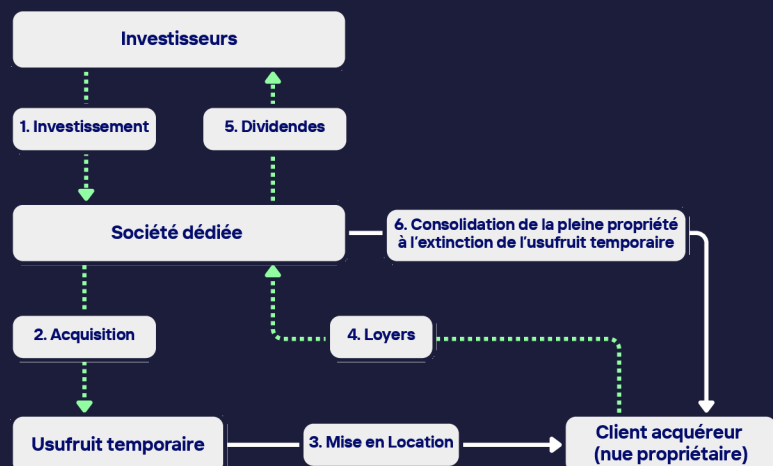 Investisseurs
1. Investissement
5. Dividendes
Société dédiée
6. Consolidation de la pleine propriété
à l'extinction de l'usufruit temporaire
2. Acquisition
4. Loyers
Usufruit temporaire
3. Mise en Location
Client acquéreur
(nue propriétaire)